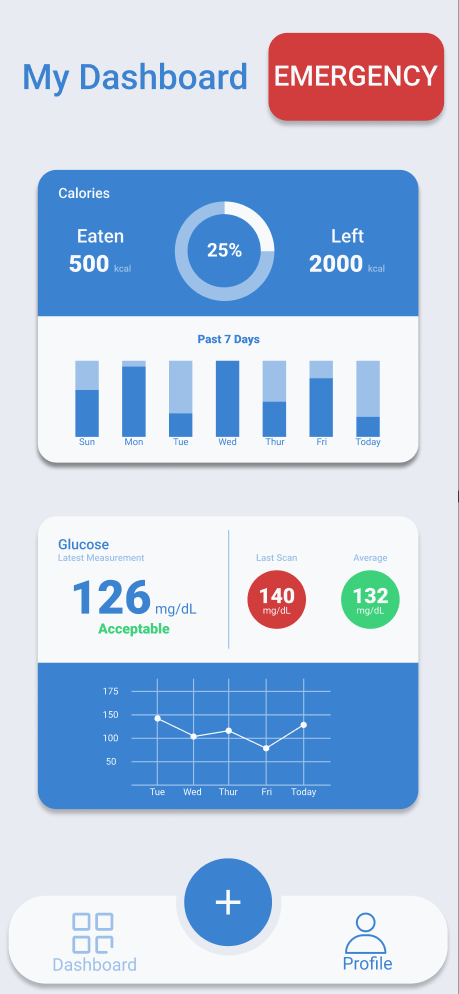 My Dashboard
EMERGENCY
Calories
Eaten
500 kcal
25%
Left
2000 kcal
Past 7 Days
Sun Mon Tue Wed Thur Fri Today
Glucose
Latest Measurement
126 mg/dL
Acceptable
Last Scan
140
mg/dL
Average
132
mg/dL
175
150
100
50
Tue Wed Thur Fri Today
+
Dashboard
Profile